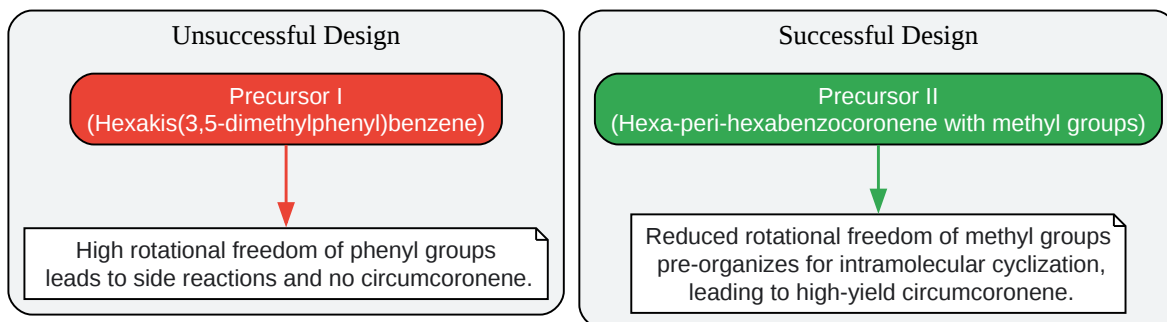 Unsuccessful Design
Precursor I
(Hexakis(3,5-dimethylphenyl)benzene)
High rotational freedom of phenyl groups
leads to side reactions and no circumcoronene.
Successful Design
Precursor II
(Hexa-peri-hexabenzocoronene with methyl groups)
Reduced rotational freedom of methyl groups
pre-organizes for intramolecular cyclization,
leading to high-yield circumcoronene.